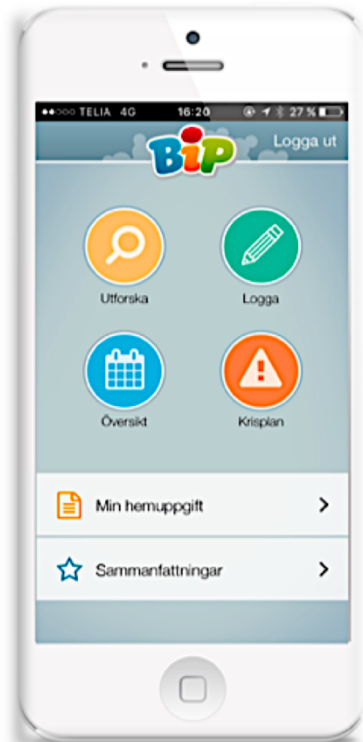 TELIA 4G 16:20 27 %
BiP Logga ut
Utforska Logga
Översikt Krisplan
Min hemuppgift
Sammanfattningar